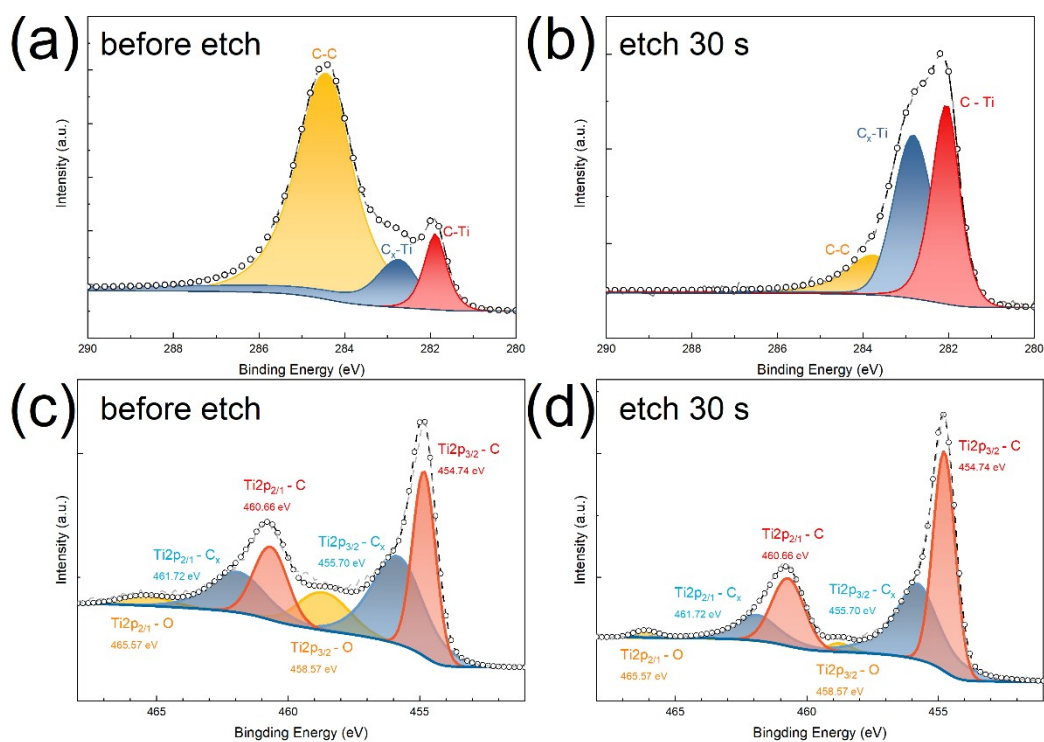 (a) before etch
C-C
Cx-Ti
C-Ti
Intensity (a.u.)
290 288 286 284 282 280
Binding Energy (eV)
(b) etch 30 s
C - Ti
Cx-Ti
C-C
Intensity (a.u.)
290 288 286 284 282 280
Binding Energy (eV)
(c) before etch
Ti2p3/2 - C
454.74 eV
Ti2p2/1 - C
460.66 eV
Ti2p2/1 - Cx
461.72 eV
Ti2p3/2 - Cx
455.70 eV
Ti2p2/1 - O
465.57 eV
Ti2p3/2 - O
458.57 eV
Intensity (a.u.)
465 460 455
Bingding Energy (eV)
(d) etch 30 s
Ti2p3/2 - C
454.74 eV
Ti2p2/1 - C
460.66 eV
Ti2p2/1 - Cx
461.72 eV
Ti2p3/2 - Cx
455.70 eV
Ti2p2/1 - O
465.57 eV
Ti2p3/2 - O
458.57 eV
Intensity (a.u.)
465 460 455
Bingding Energy (eV)